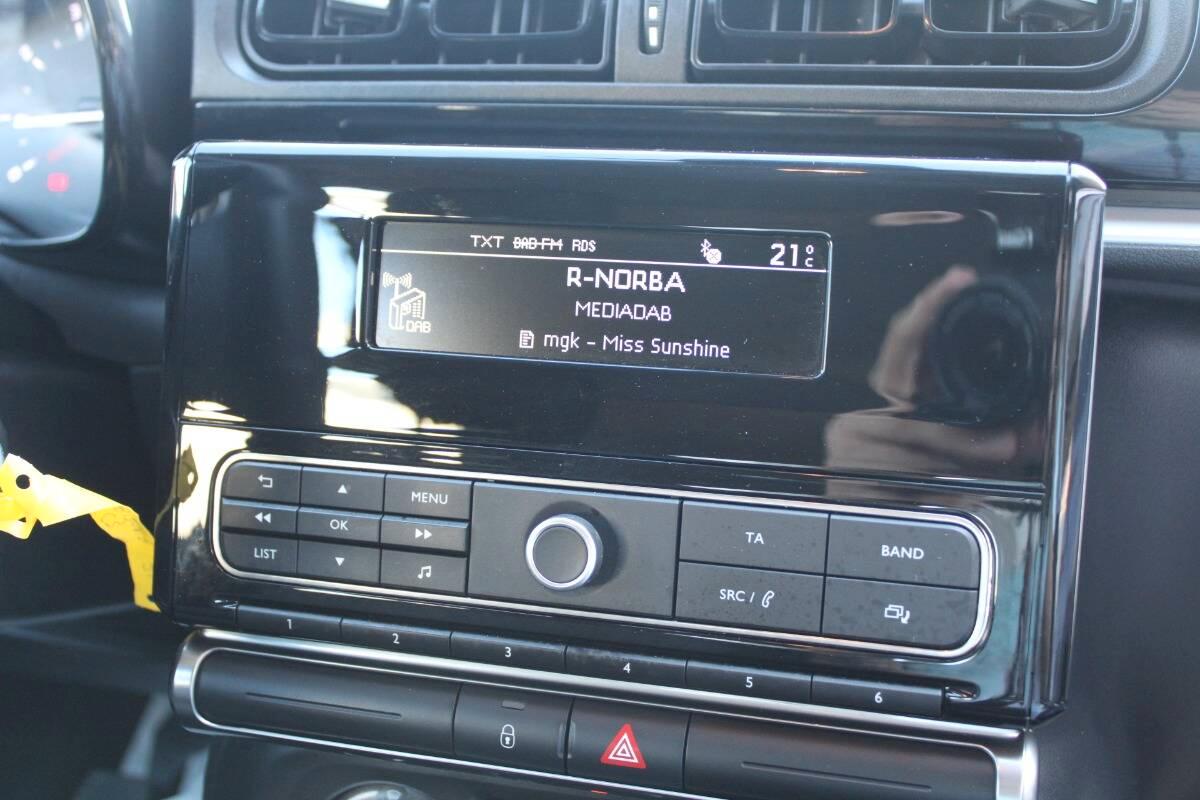 TXT DAB-FM RDS 21°C
R-NORBA
DAB MEDIADAB
mgk - Miss Sunshine
MENU
OK
LIST
TA
BAND
SRC /
1 2 3 4 5 6